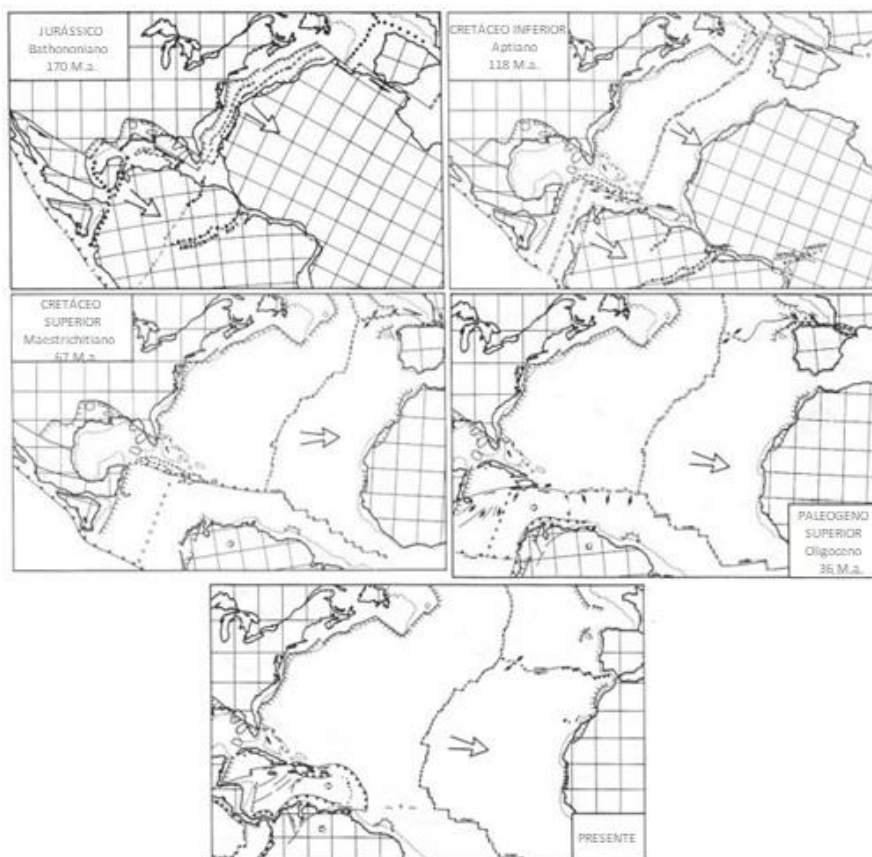 JURÁSSICO
Bathononiano
170 M.a.
CRETÁCEO INFERIOR
Aptiano
118 M.a.
CRETÁCEO
SUPERIOR
Maestrichitiano
67 M.a.
PALEOGENO
SUPERIOR
Oligoceno
36 M.a.
PRESENTE